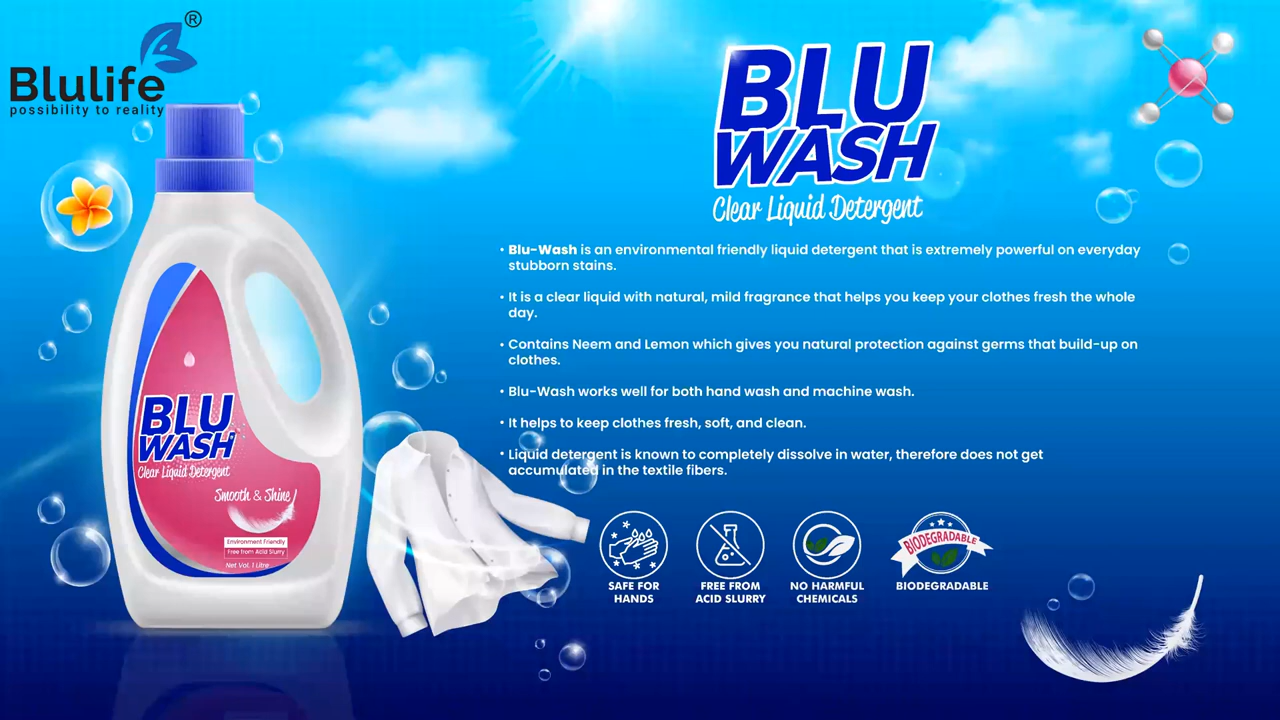 Blulife®
possibility to reality
BLU
WASH
Clear Liquid Detergent
• Blu-Wash is an environmental friendly liquid detergent that is extremely powerful on everyday
stubborn stains.
• It is a clear liquid with natural, mild fragrance that helps you keep your clothes fresh the whole
day.
• Contains Neem and Lemon which gives you natural protection against germs that build-up on
clothes.
• Blu-Wash works well for both hand wash and machine wash.
• It helps to keep clothes fresh, soft, and clean.
• Liquid detergent is known to completely dissolve in water, therefore does not get
accumulated in the textile fibers.
BLU
WASH
Clear Liquid Detergent
Smooth & Shine
Environment Friendly
Free from Acid Slurry
Net Vol. 1 Litre
SAFE FOR
HANDS
FREE FROM
ACID SLURRY
NO HARMFUL
CHEMICALS
BIODEGRADABLE
BIODEGRADABLE